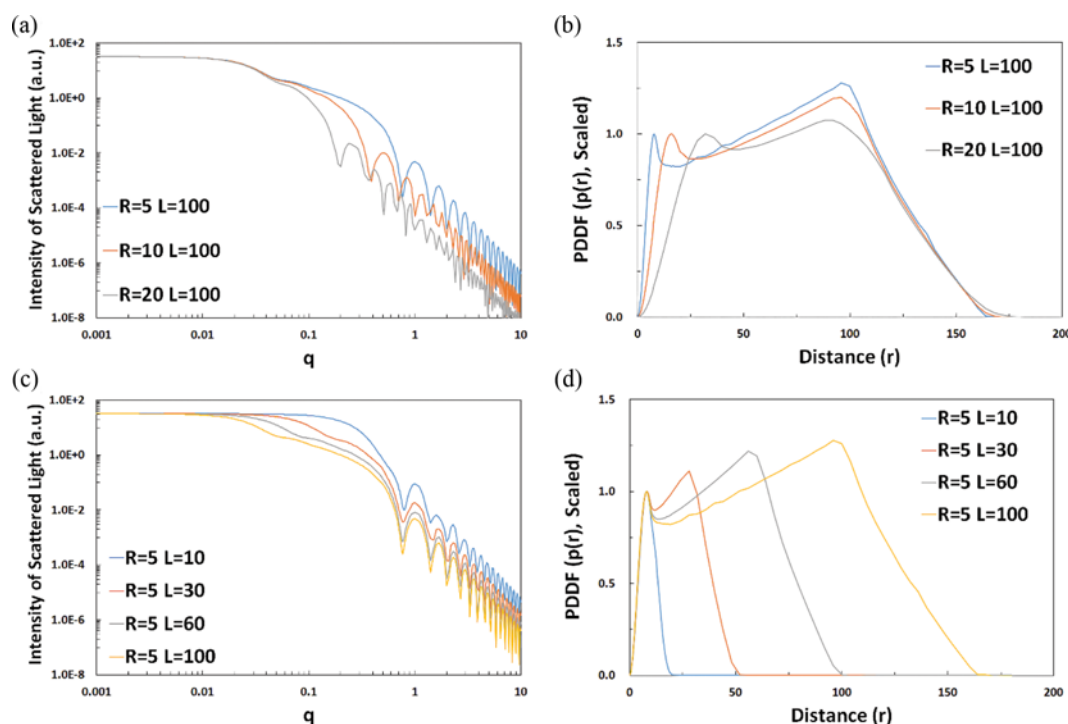 (a)
Intensity of Scattered Light (a.u.)
1.0E+2
1.0E+0
1.0E-2
1.0E-4
1.0E-6
1.0E-8
R=5 L=100
R=10 L=100
R=20 L=100
0.001 0.01 0.1 1 10
q
(b)
PDDF (p(r), Scaled)
1.5
1.0
0.5
0.0
R=5 L=100
R=10 L=100
R=20 L=100
0 50 100 150 200
Distance (r)
(c)
Intensity of Scattered Light (a.u.)
1.0E+2
1.0E+0
1.0E-2
1.0E-4
1.0E-6
1.0E-8
R=5 L=10
R=5 L=30
R=5 L=60
R=5 L=100
0.001 0.01 0.1 1 10
q
(d)
PDDF (p(r), Scaled)
1.5
1.0
0.5
0.0
R=5 L=10
R=5 L=30
R=5 L=60
R=5 L=100
0 50 100 150 200
Distance (r)